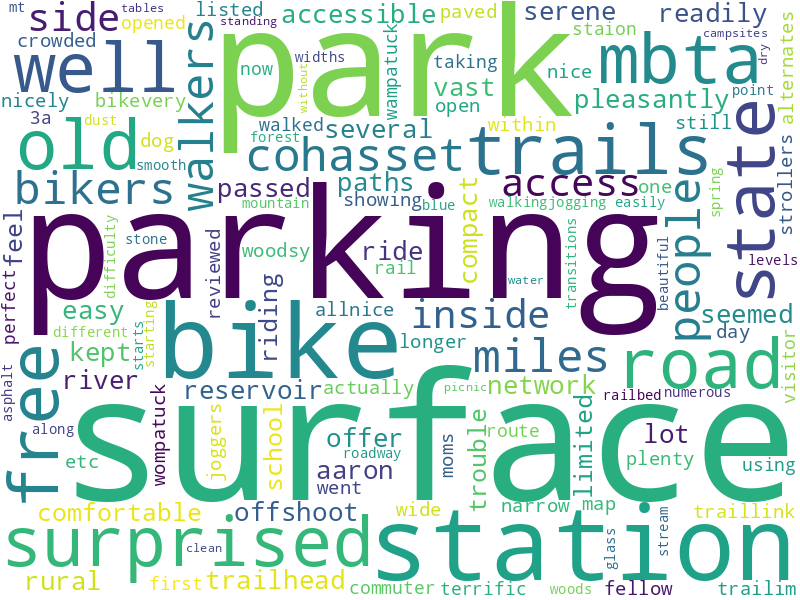 mt standing tables
side listed opened accessible paved serene readily
crowded well walkers park staion mbta campsites dry alternates
nicely bikevery now without wampatuck taking vast nice pleasantly point
3a dog walked several open within still
old dust smooth forest cohasset trails state strollers
bikers passed paths showing compact access one people spring
mountain blue walkingjogging easily
feel difficulty parking
perfect stone reviewed woodsy ride rail water transitions beautiful levels
easy starts starting riding allnice inside seemed
different bike longer miles day visitor
free kept road
asphalt river wompatuck reservoir actually picnic network railbed numerous
surface
along joggers school offer moms trouble route limited lot
etc roadway aaron plenty using
went narrow map traillink
comfortable offshoot wide glass stream
surprised clean station
rural first trailhead commuter terrific woods fellow trailim